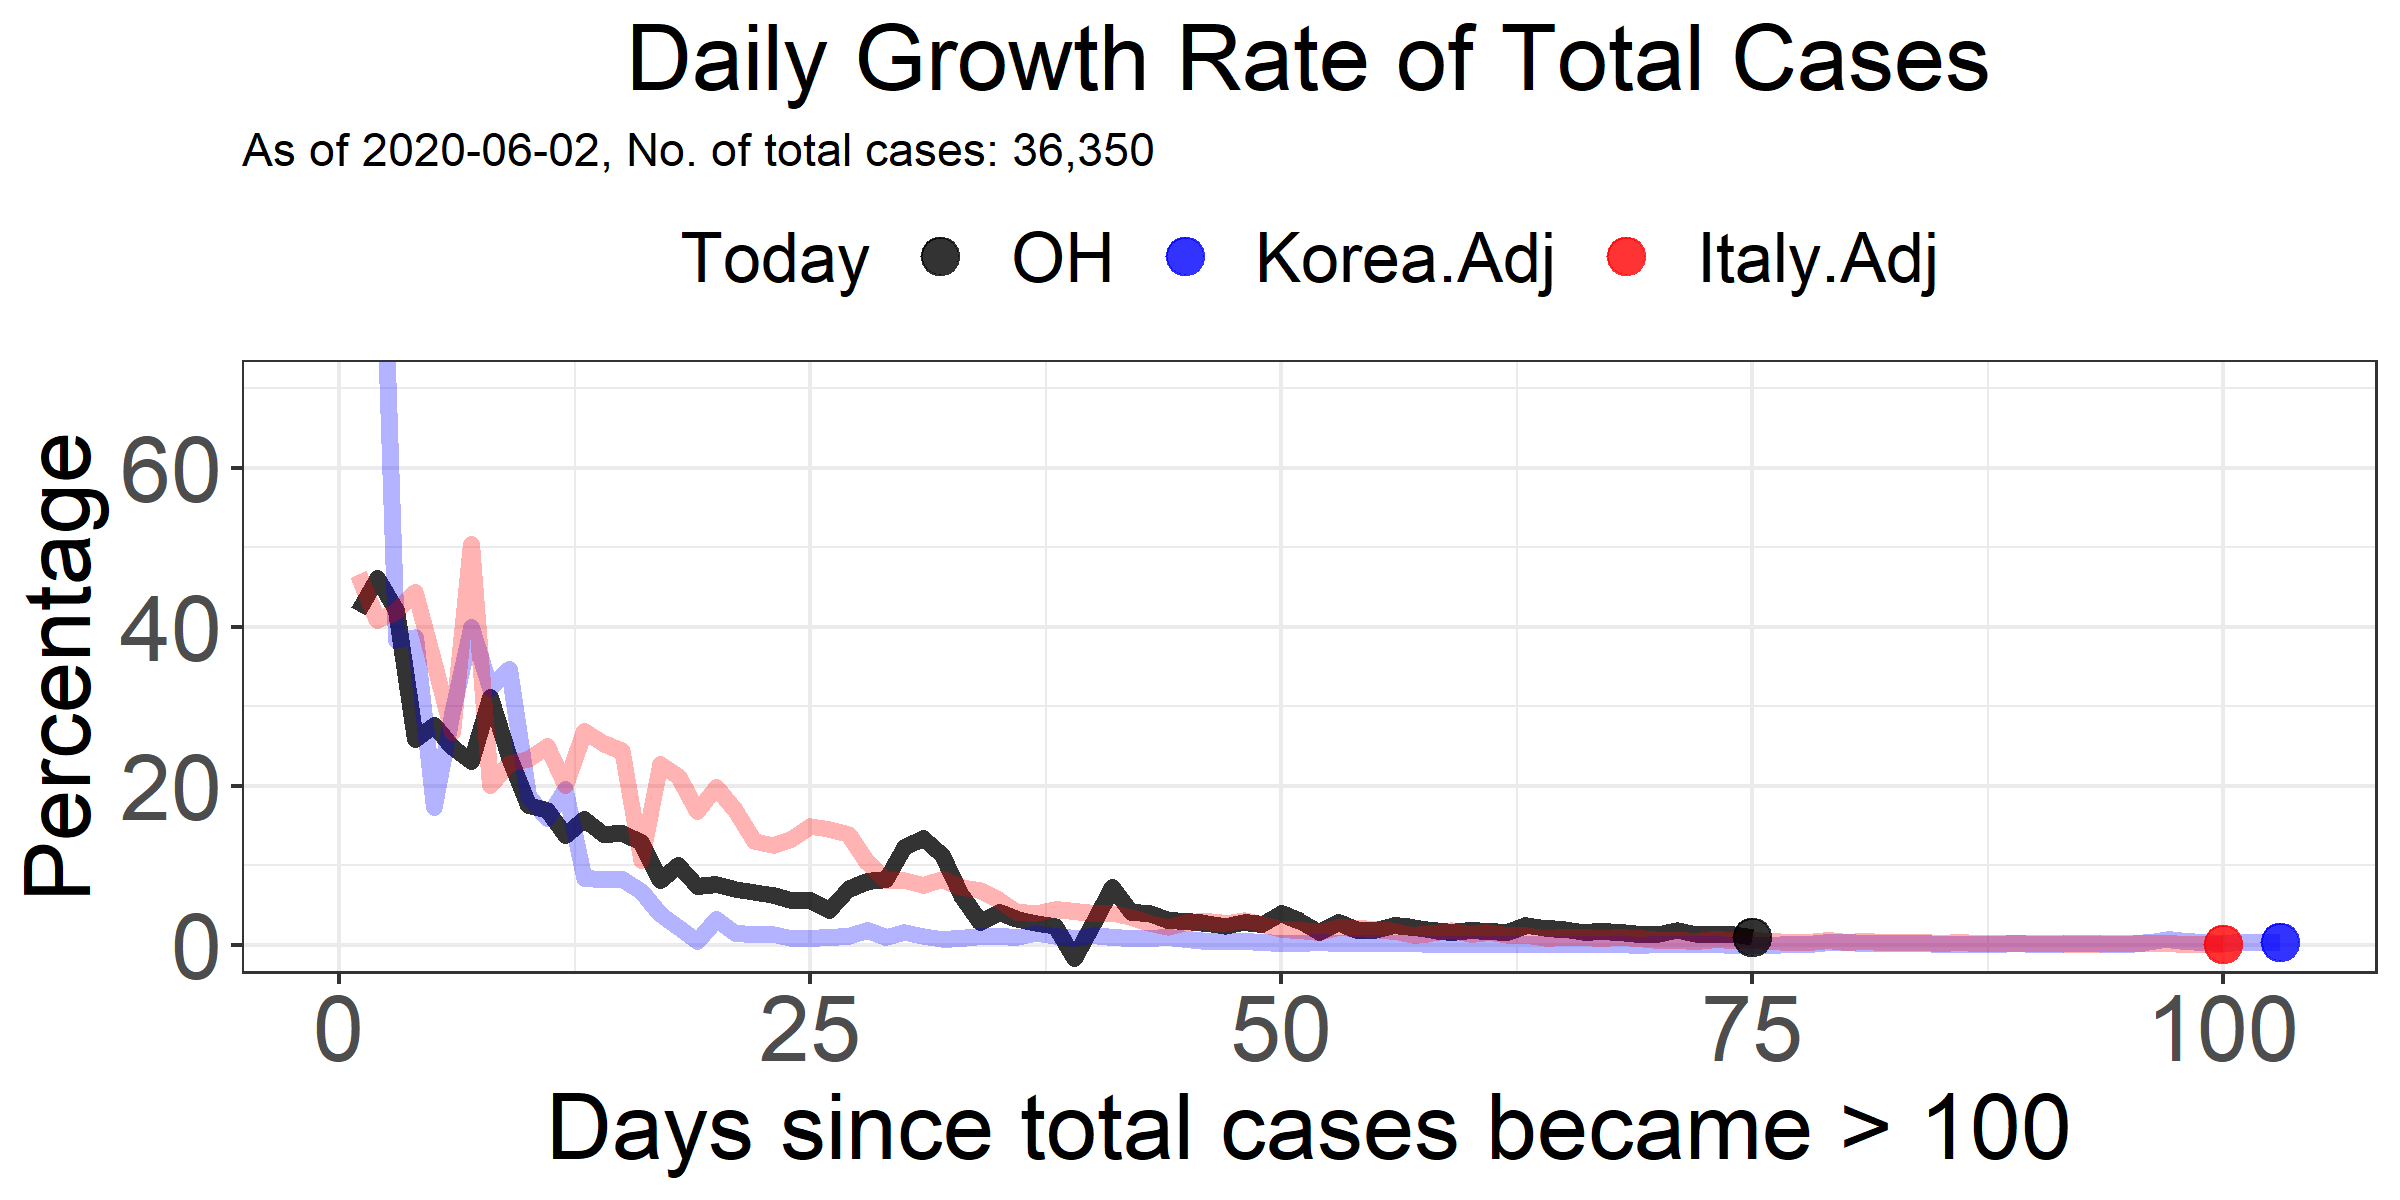 Daily Growth Rate of Total Cases
As of 2020-06-02, No. of total cases: 36,350
Today OH Korea.Adj Italy.Adj
Percentage
60
40
20
0
0 25 50 75 100
Days since total cases became > 100